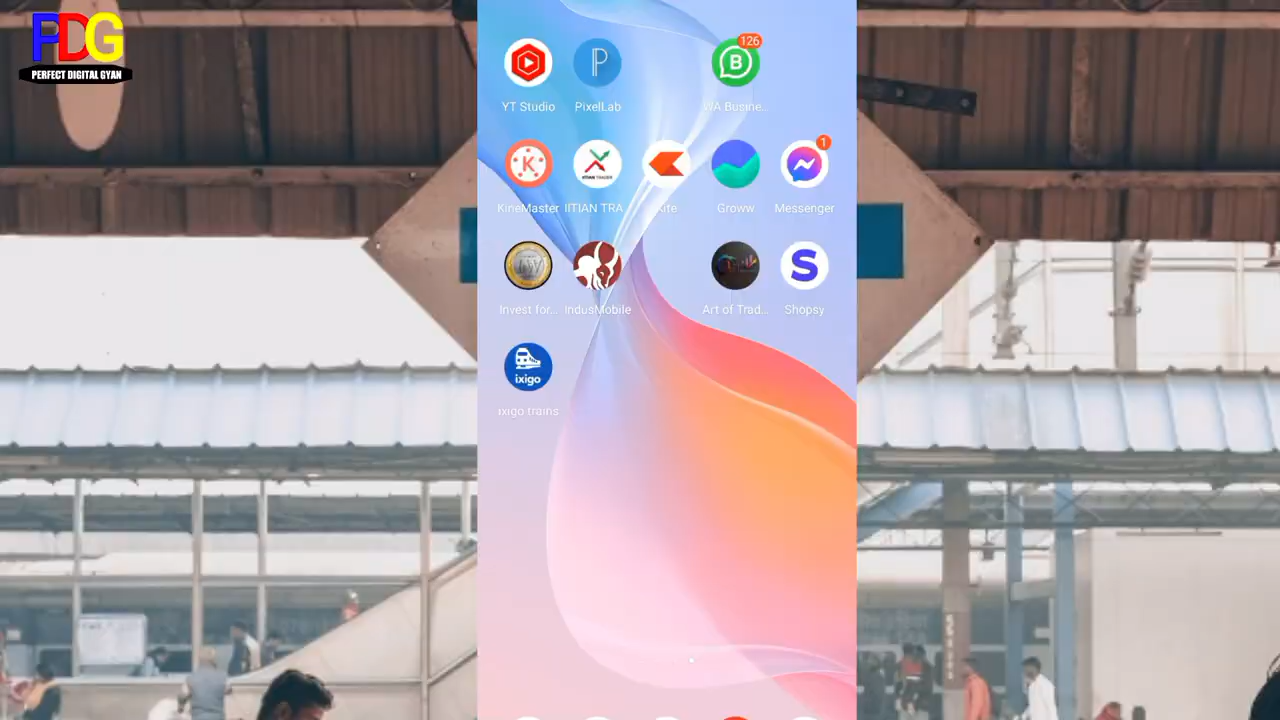 PDG
PERFECT DIGITAL GYAN
126
YT Studio
PixelLab
WA Busine...
1
KineMaster
IITIAN TRA
Kite
Groww
Messenger
Invest for...
IndusMobile
Art of Trad...
Shopsy
ixigo
ixigo trains